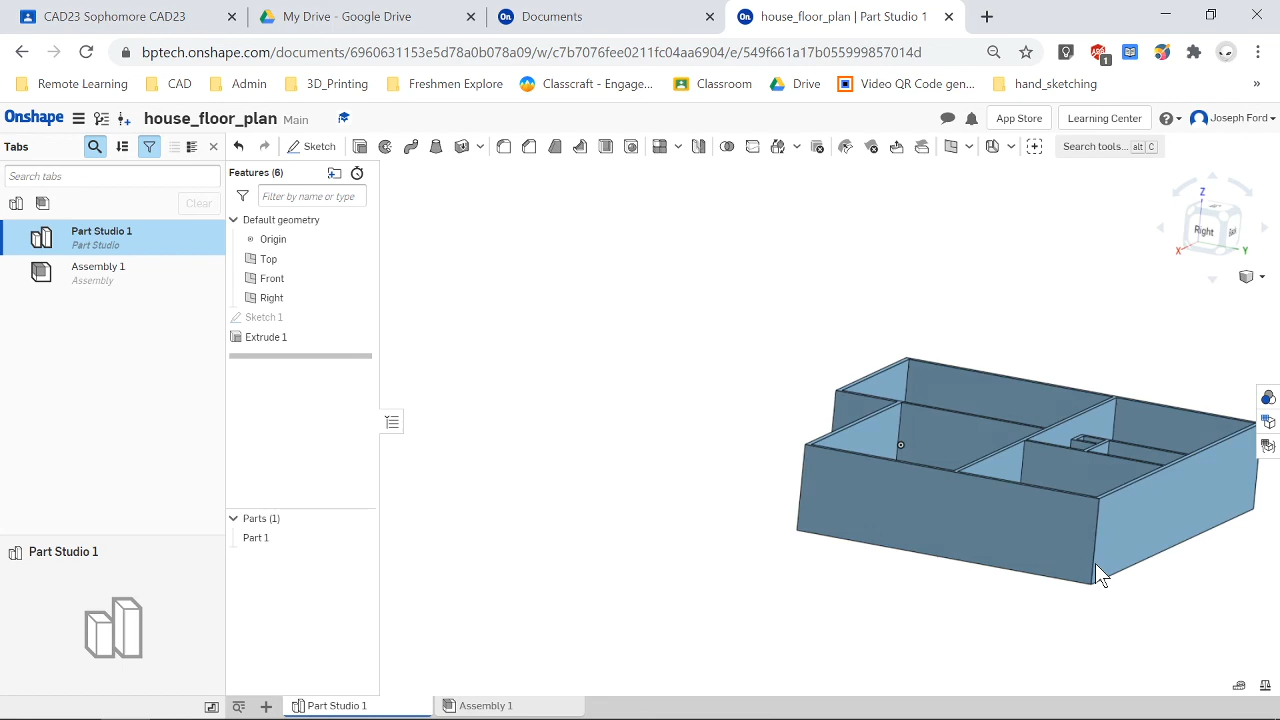 CAD23 Sophomore CAD23
My Drive - Google Drive
On Documents
On house_floor_plan | Part Studio 1
bptech.onshape.com/documents/6960631153e5d78a0b078a09/w/c7b7076fee0211fc04aa6904/e/549f661a17b055999857014d
1
Remote Learning CAD Admin 3D_Printing Freshmen Explore Classcraft - Engage... Classroom Drive Video QR Code gen... hand_sketching
Onshape house_floor_plan Main App Store Learning Center Joseph Ford
Tabs Sketch Search tools... alt C
Search tabs
Clear
Part Studio 1
Part Studio
Assembly 1
Assembly
Features (6)
Filter by name or type
Default geometry
Origin
Top
Front
Right
Sketch 1
Extrude 1
Parts (1)
Part 1
Z
Right
X Y
Part Studio 1
Part Studio 1 Assembly 1